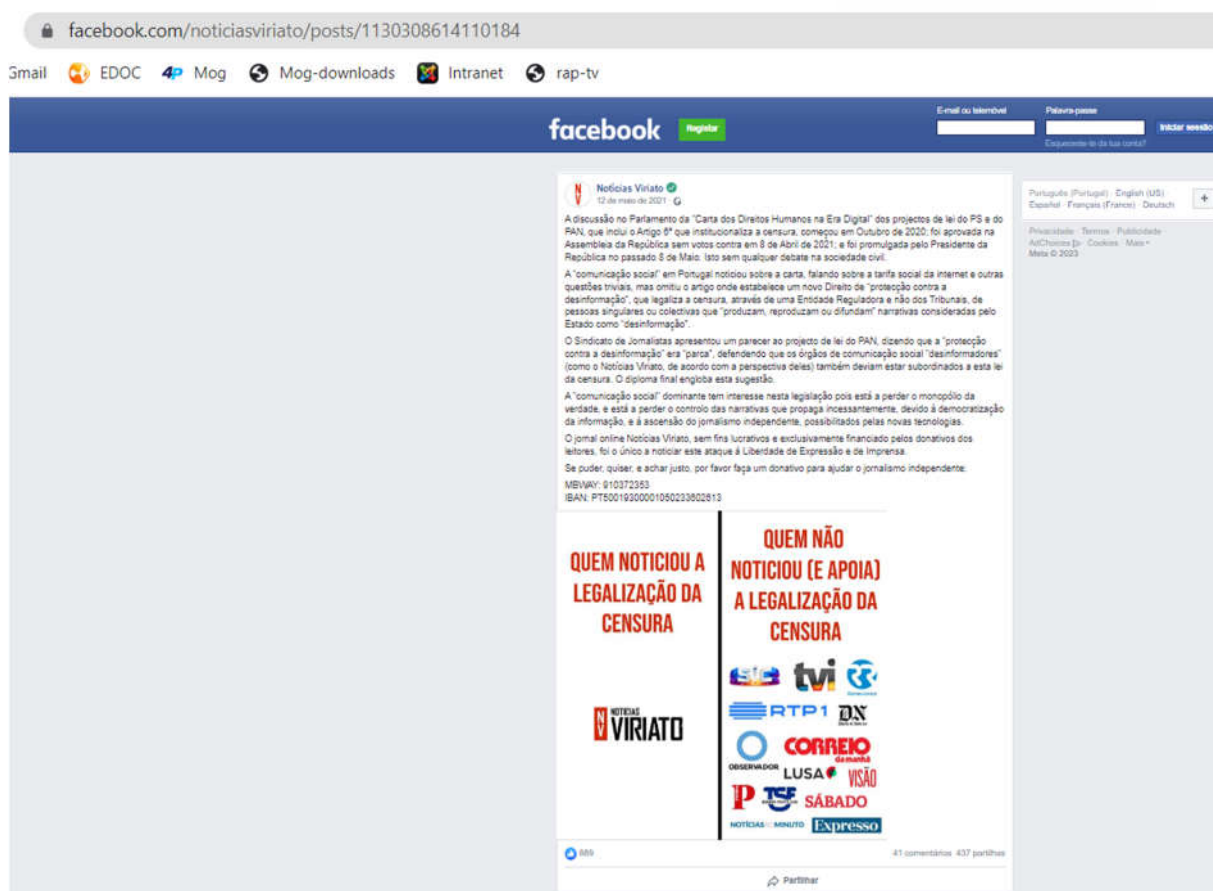 facebook.com/noticiasviriato/posts/1130308614110184
Gmail EDOC 4P Mog Mog-downloads Intranet rap-tv
E-mail ou telemóvel Palavra-passe
facebook Registar Iniciar sessão
Esqueceste-te da tua conta?
Notícias Viriato
12 de maio de 2021
Português (Portugal) · English (US)
Español · Français (France) · Deutsch
Privacidade · Termos · Publicidade
AdChoices · Cookies · Mais
Meta © 2023
A discussão no Parlamento da "Carta dos Direitos Humanos na Era Digital" dos projectos de lei do PS e do
PAN, que inclui o Artigo 6º que institucionaliza a censura, começou em Outubro de 2020; foi aprovada na
Assembleia da República sem votos contra em 8 de Abril de 2021; e foi promulgada pelo Presidente da
República no passado 8 de Maio. Isto sem qualquer debate na sociedade civil.
A "comunicação social" em Portugal noticiou sobre a carta, falando sobre a tarifa social da internet e outras
questões triviais, mas omitiu o artigo onde estabelece um novo Direito de "protecção contra a
desinformação", que legaliza a censura, através de uma Entidade Reguladora e não dos Tribunais, de
pessoas singulares ou colectivas que "produzam, reproduzam ou difundam" narrativas consideradas pelo
Estado como "desinformação".
O Sindicato de Jornalistas apresentou um parecer ao projecto de lei do PAN, dizendo que a "protecção
contra a desinformação" era "parca", defendendo que os órgãos de comunicação social "desinformadores"
(como o Notícias Viriato, de acordo com a perspectiva deles) também deviam estar subordinados a esta lei
da censura. O diploma final engloba esta sugestão.
A "comunicação social" dominante tem interesse nesta legislação pois está a perder o monopólio da
verdade, e está a perder o controlo das narrativas que propaga incessantemente, devido á democratização
da informação, e á ascensão do jornalismo independente, possibilitados pelas novas tecnologias.
O jornal online Notícias Viriato, sem fins lucrativos e exclusivamente financiado pelos donativos dos
leitores, foi o único a noticiar este ataque á Liberdade de Expressão e de Imprensa.
Se puder, quiser, e achar justo, por favor faça um donativo para ajudar o jornalismo independente:
MBWAY: 910372353
IBAN: PT50019300001050233602613
QUEM NOTICIOU A
LEGALIZAÇÃO DA
CENSURA
NV NOTÍCIAS
VIRIATO
QUEM NÃO
NOTICIOU (E APOIA)
A LEGALIZAÇÃO DA
CENSURA
SIC tvi
RTP1 DN
OBSERVADOR CORREIO
da manhã
LUSA VISÃO
P TSF SÁBADO
NOTÍCIAS AO MINUTO Expresso
889 41 comentários 437 partilhas
Partilhar